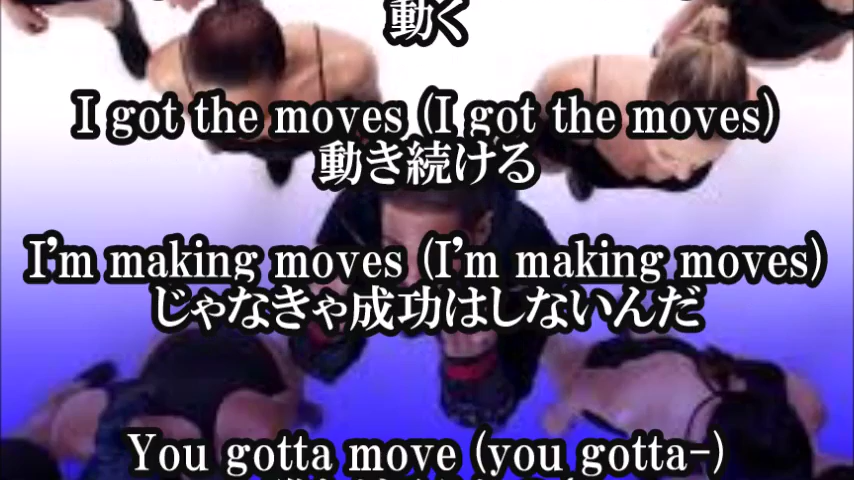 動く
I got the moves (I got the moves)
動き続ける
I'm making moves (I'm making moves)
じゃなきゃ成功はしないんだ
You gotta move (you gotta-)